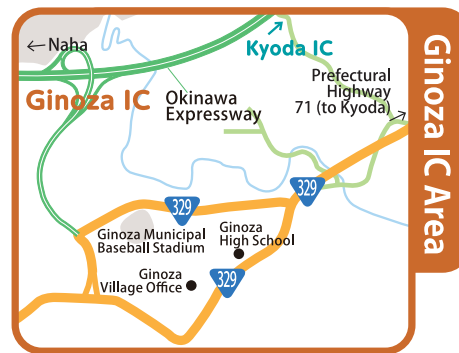 ← Naha
Kyoda IC
Ginoza IC
Okinawa
Expressway
Prefectural
Highway
71 (to Kyoda)
329
329
Ginoza Municipal
Baseball Stadium
Ginoza
High School
Ginoza
Village Office
329
Ginoza IC Area